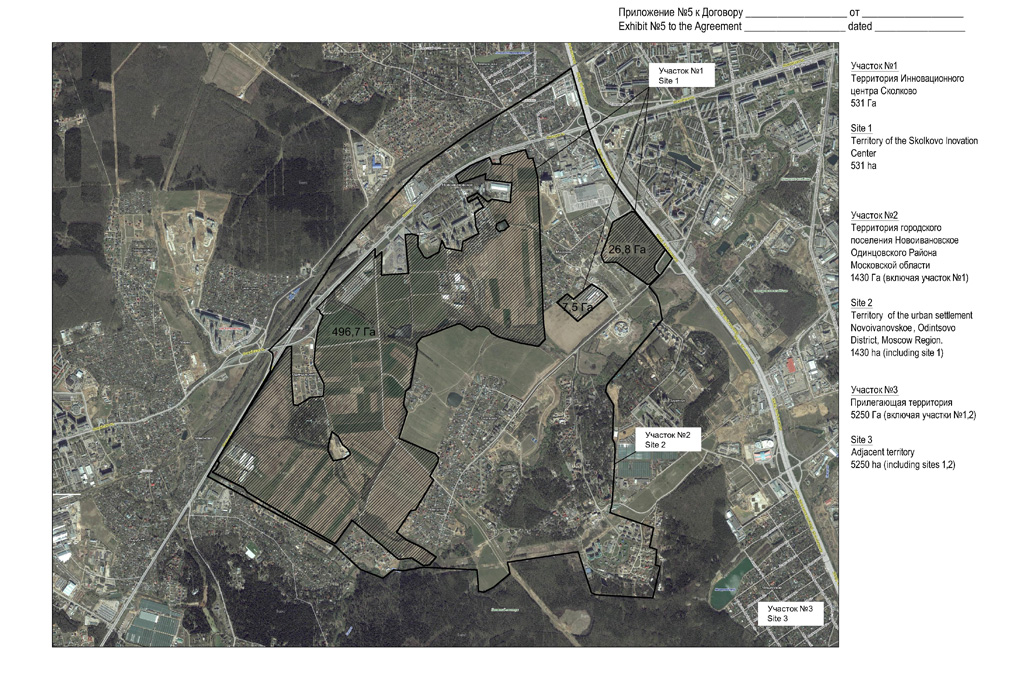 Приложение №5 к Договору ____________________ от ____________________
Exhibit №5 to the Agreement ____________________ dated __________________
Участок №1
Site 1
26,8 Га
7,5 Га
496,7 Га
Участок №2
Site 2
Участок №3
Site 3
Участок №1
Территория Инновационного
центра Сколково
531 Га
Site 1
Territory of the Skolkovo Inovation
Center
531 ha
Участок №2
Территория городского
поселения Новоивановское
Одинцовского Района
Московской области
1430 Га (включая участок №1)
Site 2
Territory of the urban settlement
Novoivanovskoe, Odintsovo
District, Moscow Region.
1430 ha (including site 1)
Участок №3
Прилегающая территория
5250 Га (включая участки №1,2)
Site 3
Adjacent territory
5250 ha (including sites 1,2)